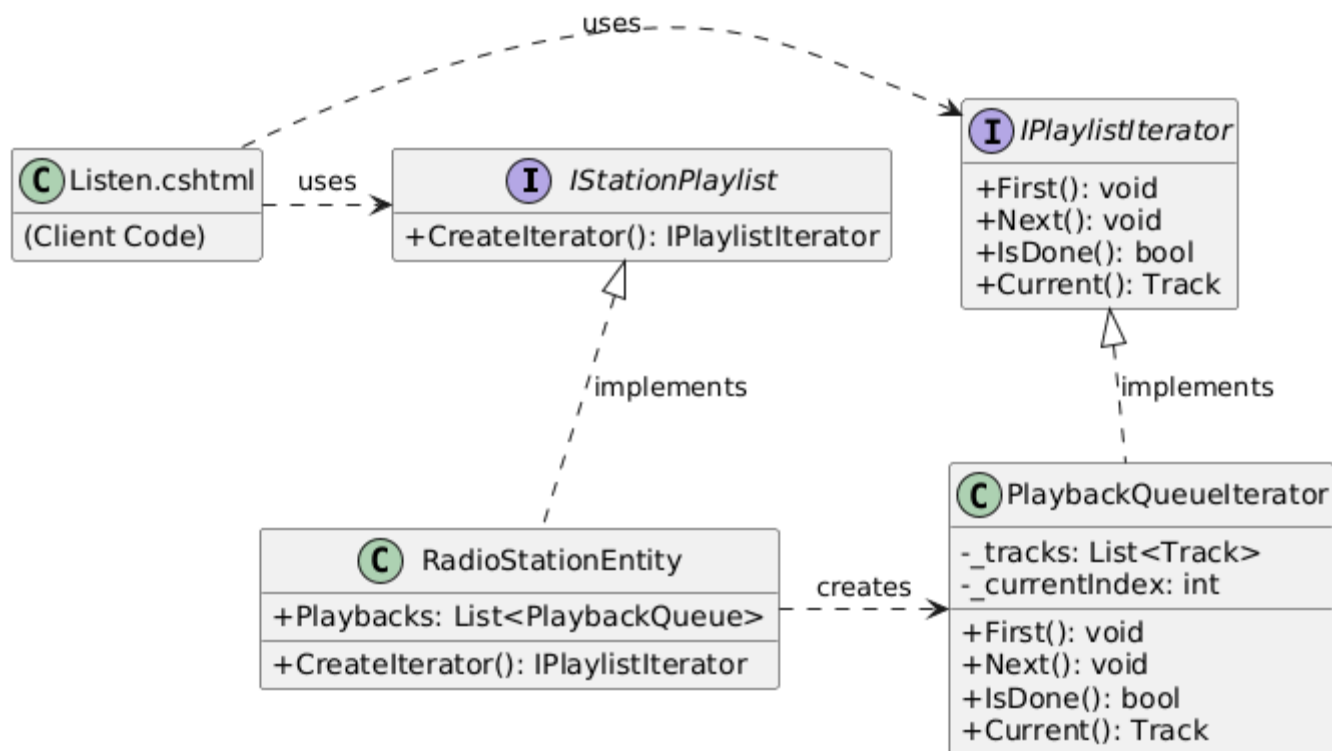 uses
C Listen.cshtml
(Client Code)
uses
I IStationPlaylist
+CreateIterator(): IPlaylistIterator
I IPlaylistIterator
+First(): void
+Next(): void
+IsDone(): bool
+Current(): Track
implements
implements
C RadioStationEntity
+Playbacks: List<PlaybackQueue>
+CreateIterator(): IPlaylistIterator
creates
C PlaybackQueueIterator
-_tracks: List<Track>
-_currentIndex: int
+First(): void
+Next(): void
+IsDone(): bool
+Current(): Track